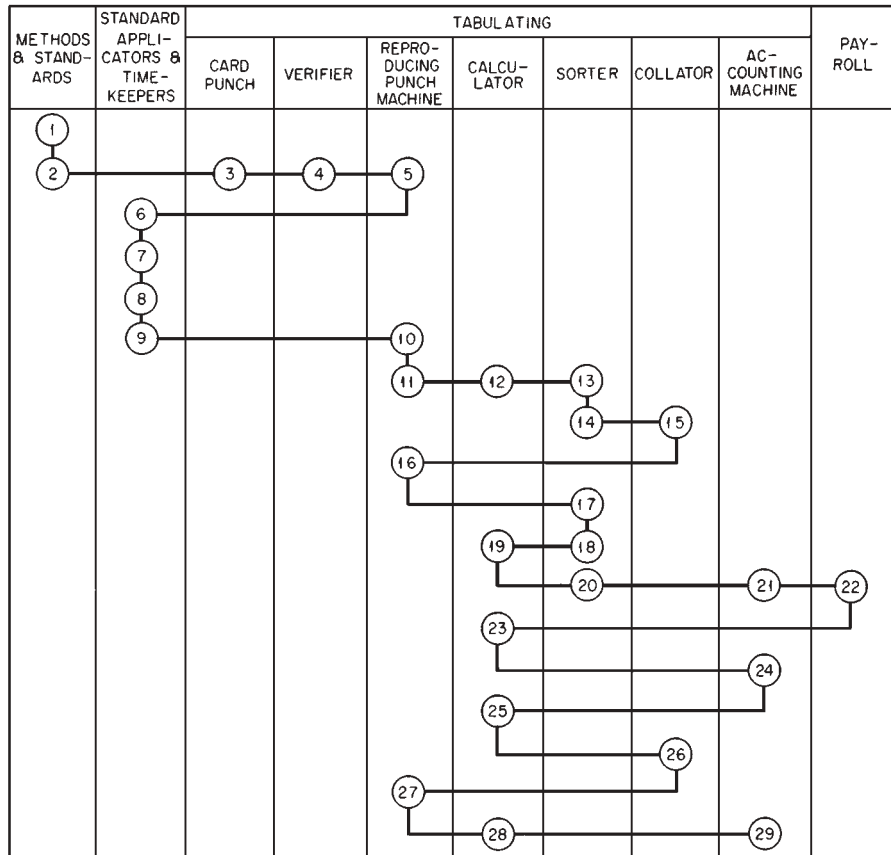 METHODS
& STAND-
ARDS
STANDARD
APPLI-
CATORS &
TIME-
KEEPERS
TABULATING
CARD
PUNCH
VERIFIER
REPRO-
DUCING
PUNCH
MACHINE
CALCU-
LATOR
SORTER
COLLATOR
AC-
COUNTING
MACHINE
PAY-
ROLL
1
2 3 4 5
6
7
8
9 10
11 12 13
14 15
16
17
19 18
20 21 22
23
24
25
26
27
28 29